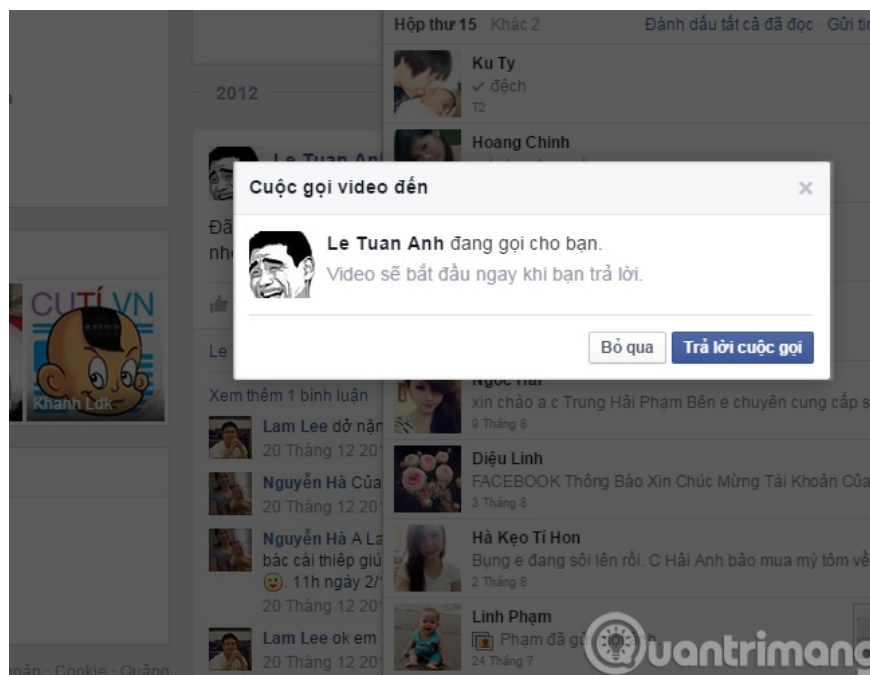 Hộp thư 15 Khác 2 Đánh dấu tất cả đã đọc · Gửi
Ku Ty
đệch
T2
2012
Hoang Chinh
Le Tuan
Cuộc gọi video đến
Le Tuan Anh đang gọi cho bạn.
Video sẽ bắt đầu ngay khi bạn trả lời.
Bỏ qua Trả lời cuộc gọi
CUTÍ.VN
Khanh Ldk
Le
Xem thêm 1 bình luận
Lam Lee dở
20 Tháng 12
Nguyễn Hà Của
20 Tháng 12
Nguyễn Hà A
bác cái thiệp
11h ngày
20 Tháng 12
Lam Lee ok em
20 Tháng 12
xin chào a.c Trung Hải Phạm Bên e chuyên cung cấp
9 Tháng 8
Diệu Linh
FACEBOOK Thông Báo Xin Chúc Mừng Tài Khoản Của
3 Tháng 8
Hà Kẹo Tí Hon
Bụng e đang sôi lên rồi. C Hải Anh bảo mua mỳ tôm về
2 Tháng 8
Linh Phạm
Phạm đã
24 Tháng 7
Cookie · Quảng
Quantrimang